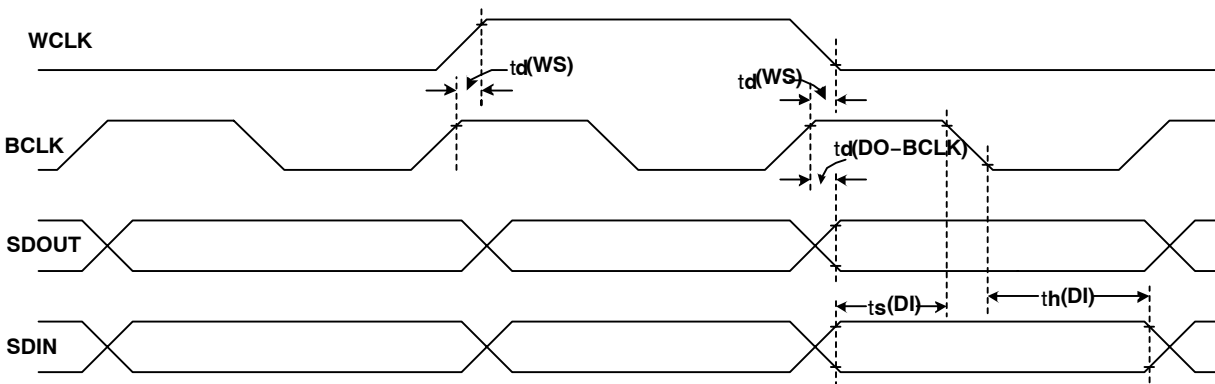 WCLK
td(WS)
td(WS)
BCLK
td(DO−BCLK)
SDOUT
ts(DI)
th(DI)
SDIN